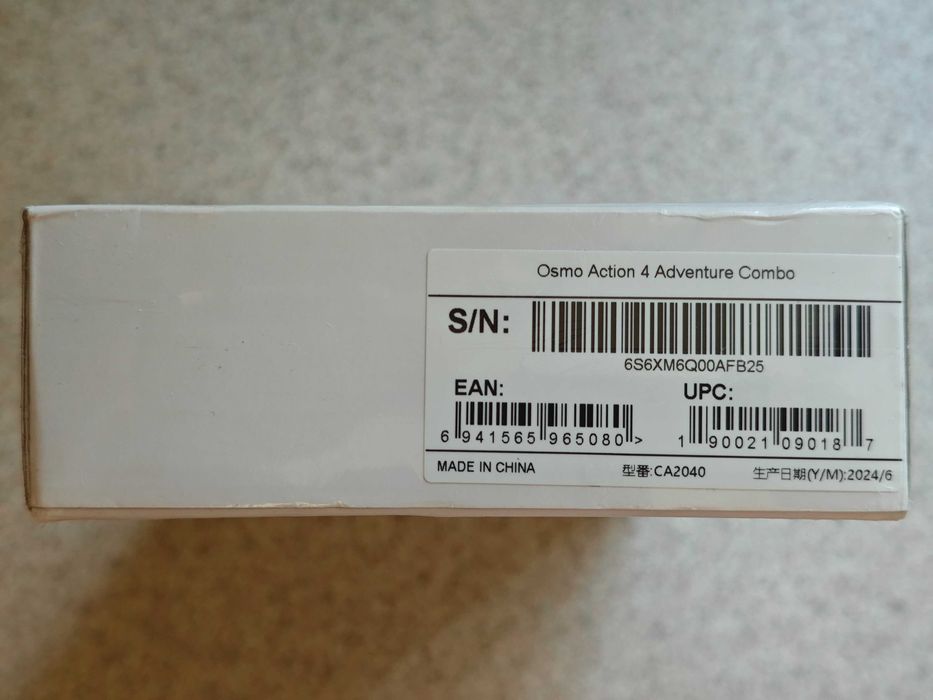 Osmo Action 4 Adventure Combo
S/N:
6S6XM6Q00AFB25
EAN: UPC:
6 941565 965080 > 1 90021 09018 7
MADE IN CHINA 型番:CA2040 生产日期(Y/M):2024/6